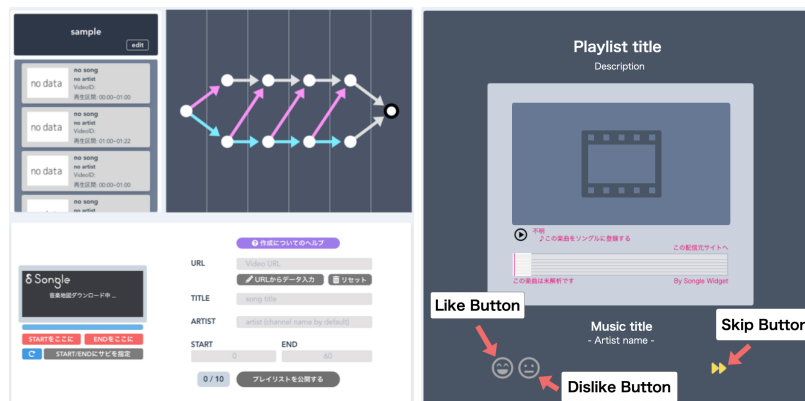 sample
edit
no data
no song
no artist
VideoID:
再生区間: 00:00~01:00
no data
no song
no artist
VideoID:
再生区間: 01:00~01:22
no data
no song
no artist
VideoID:
再生区間: 00:00~01:00
no song
no artist
Songle
音楽地図ダウンロード中 ...
STARTをここに
ENDをここに
START/ENDにサビを指定
作成についてのヘルプ
URL
Video URL
URLからデータ入力
リセット
TITLE
song title
ARTIST
artist (channel name by default)
START
END
0
60
0 / 10
プレイリストを公開する
Playlist title
Description
不明
♪この楽曲をソングルに登録する
この配信元サイトへ
この楽曲は未解析です
By Songle Widget
Like Button
Music title
- Artist name -
Skip Button
Dislike Button